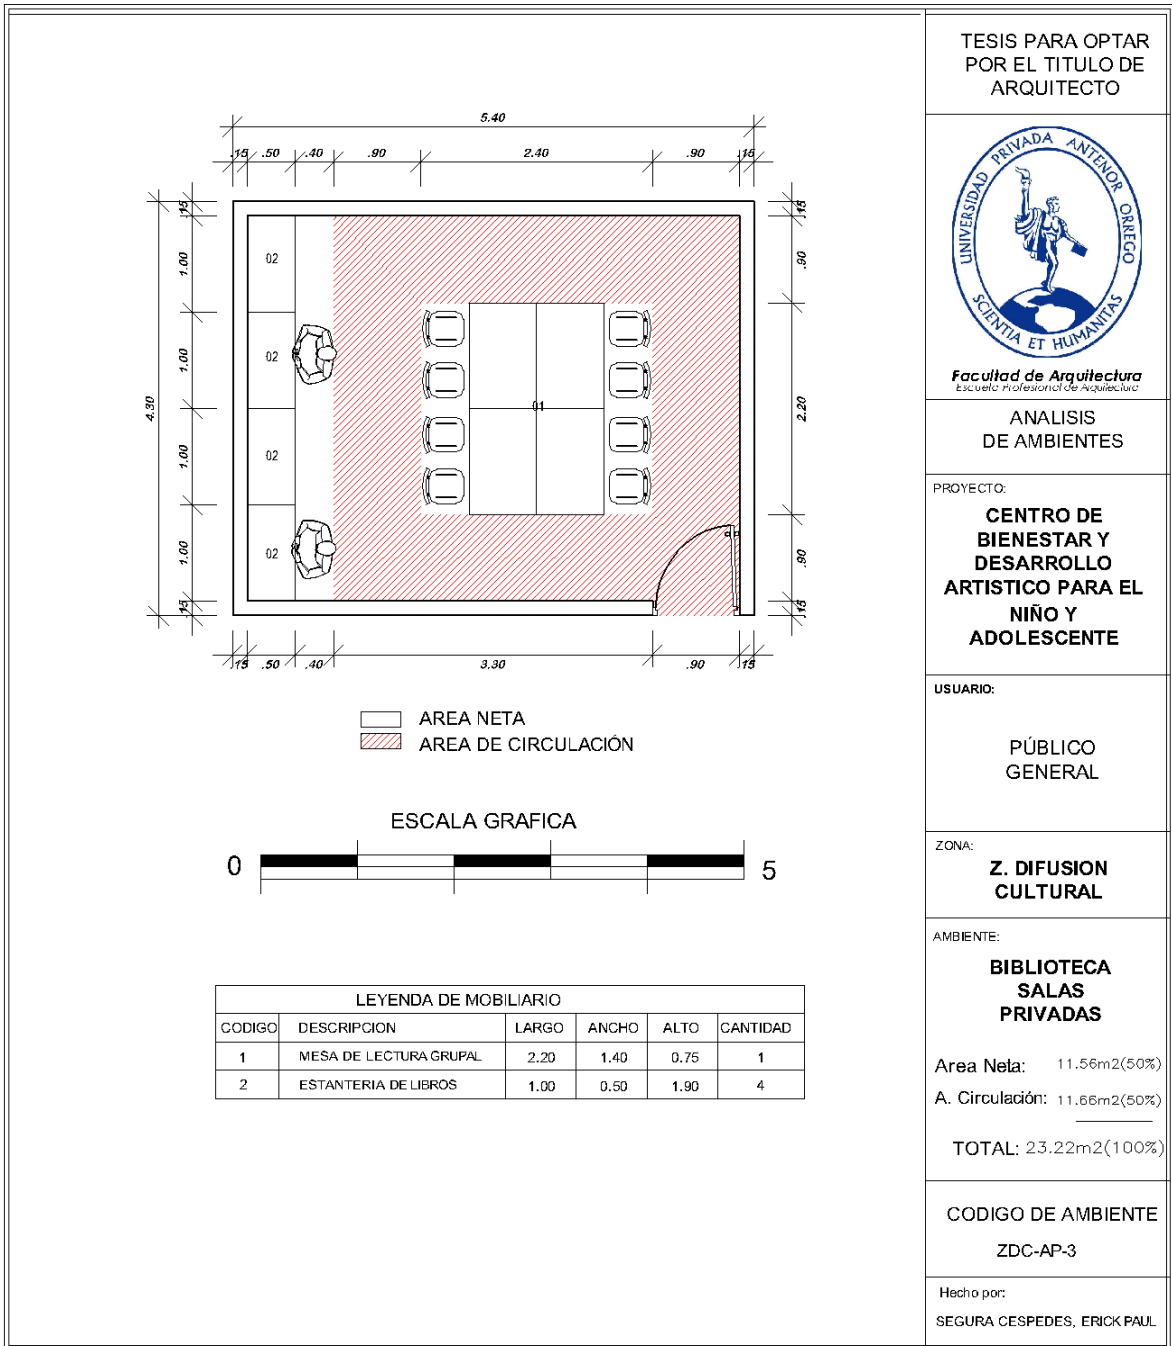 5.40
.15 .50 .40 .90 2.40 .90 .15
.15
1.00
1.00
1.00
1.00
.15
4.30
.15
.90
2.20
.90
.15
02
02
02
02
01
.15 .50 .40 3.30 .90 .15
AREA NETA
AREA DE CIRCULACIÓN
ESCALA GRAFICA
0 5
LEYENDA DE MOBILIARIO
CODIGO DESCRIPCION LARGO ANCHO ALTO CANTIDAD
1 MESA DE LECTURA GRUPAL 2.20 1.40 0.75 1
2 ESTANTERIA DE LIBROS 1.00 0.50 1.90 4
TESIS PARA OPTAR
POR EL TITULO DE
ARQUITECTO
UNIVERSIDAD PRIVADA ANTENOR ORREGO
SCIENTIA ET HUMANITAS
Facultad de Arquitectura
Escuela Profesional de Arquitectura
ANALISIS
DE AMBIENTES
PROYECTO:
CENTRO DE
BIENESTAR Y
DESARROLLO
ARTISTICO PARA EL
NIÑO Y
ADOLESCENTE
USUARIO:
PÚBLICO
GENERAL
ZONA:
Z. DIFUSION
CULTURAL
AMBIENTE:
BIBLIOTECA
SALAS
PRIVADAS
Area Neta: 11.56m2(50%)
A. Circulación: 11.66m2(50%)
TOTAL: 23.22m2(100%)
CODIGO DE AMBIENTE
ZDC-AP-3
Hecho por:
SEGURA CESPEDES, ERICK PAUL